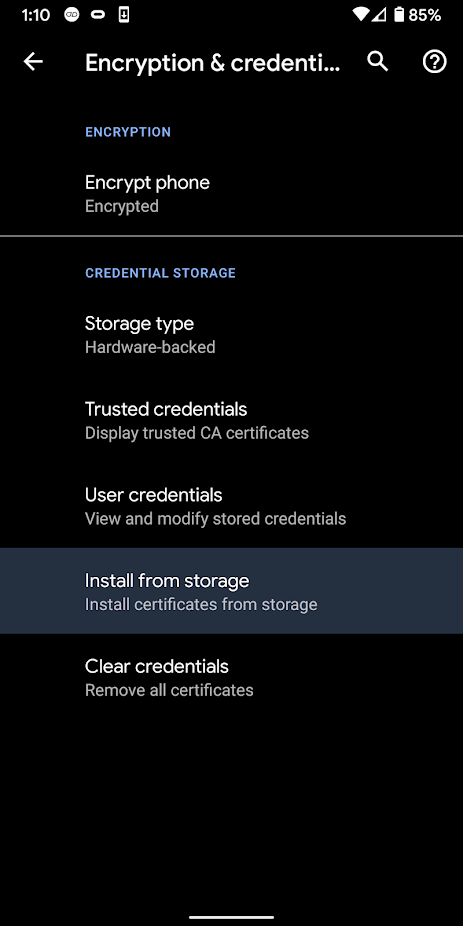 1:10 85%
Encryption & credenti...
ENCRYPTION
Encrypt phone
Encrypted
CREDENTIAL STORAGE
Storage type
Hardware-backed
Trusted credentials
Display trusted CA certificates
User credentials
View and modify stored credentials
Install from storage
Install certificates from storage
Clear credentials
Remove all certificates